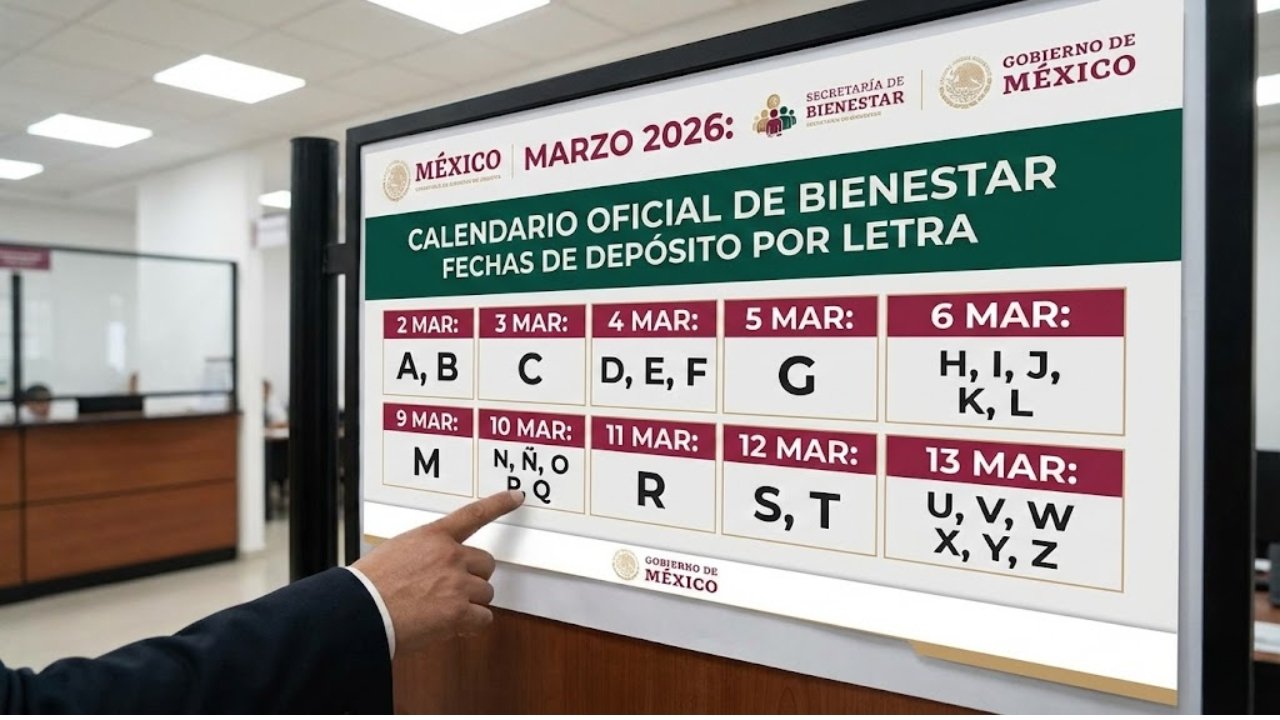 MÉXICO
MARZO 2026:
SECRETARÍA DE
BIENESTAR
GOBIERNO DE
MÉXICO
CALENDARIO OFICIAL DE BIENESTAR
FECHAS DE DEPÓSITO POR LETRA
2 MAR:
A, B
3 MAR:
C
4 MAR:
D, E, F
5 MAR:
G
6 MAR:
H, I, J,
K, L
9 MAR:
M
10 MAR:
N, Ñ, O
P, Q
11 MAR:
R
12 MAR:
S, T
13 MAR:
U, V, W
X, Y, Z
GOBIERNO DE
MÉXICO